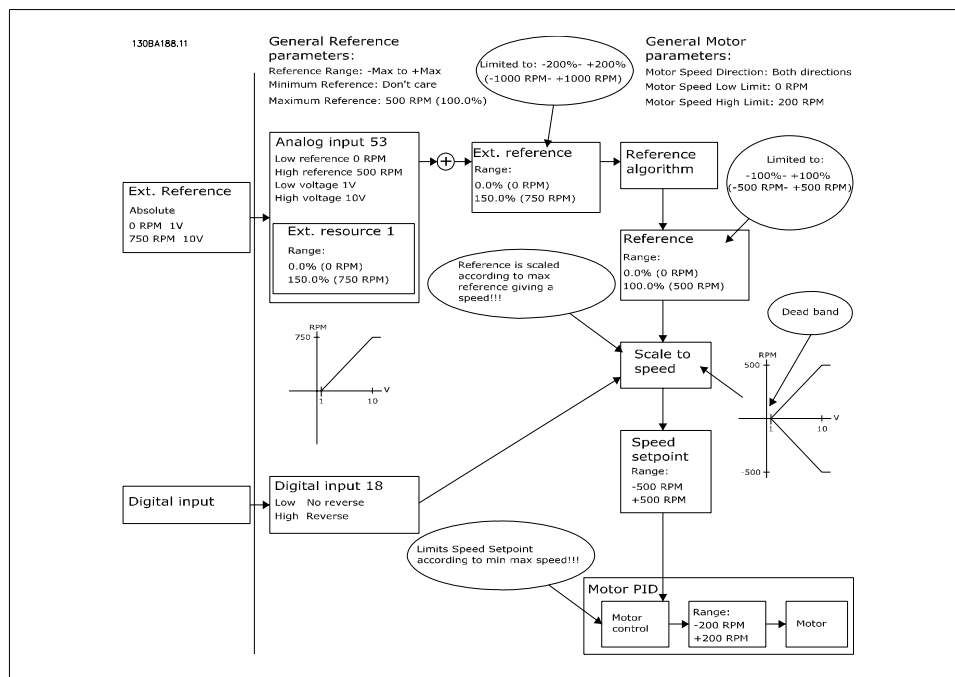 130BA188.11
General Reference
parameters:
Reference Range: -Max to +Max
Minimum Reference: Don't care
Maximum Reference: 500 RPM (100.0%)
Limited to: -200%- +200%
(-1000 RPM- +1000 RPM)
General Motor
parameters:
Motor Speed Direction: Both directions
Motor Speed Low Limit: 0 RPM
Motor Speed High Limit: 200 RPM
Ext. Reference
Absolute
0 RPM 1V
750 RPM 10V
Analog input 53
Low reference 0 RPM
High reference 500 RPM
Low voltage 1V
High voltage 10V
Ext. resource 1
Range:
0.0% (0 RPM)
150.0% (750 RPM)
+
Ext. reference
Range:
0.0% (0 RPM)
150.0% (750 RPM)
Reference
algorithm
Limited to:
-100%- +100%
(-500 RPM- +500 RPM)
Reference
Range:
0.0% (0 RPM)
100.0% (500 RPM)
Reference is scaled
according to max
reference giving a
speed!!!
Dead band
RPM
750
V
1
10
Scale to
speed
RPM
500
V
1
10
-500
Speed
setpoint
Range:
-500 RPM
+500 RPM
Digital input
Digital input 18
Low No reverse
High Reverse
Limits Speed Setpoint
according to min max speed!!!
Motor PID
Motor
control
Range:
-200 RPM
+200 RPM
Motor